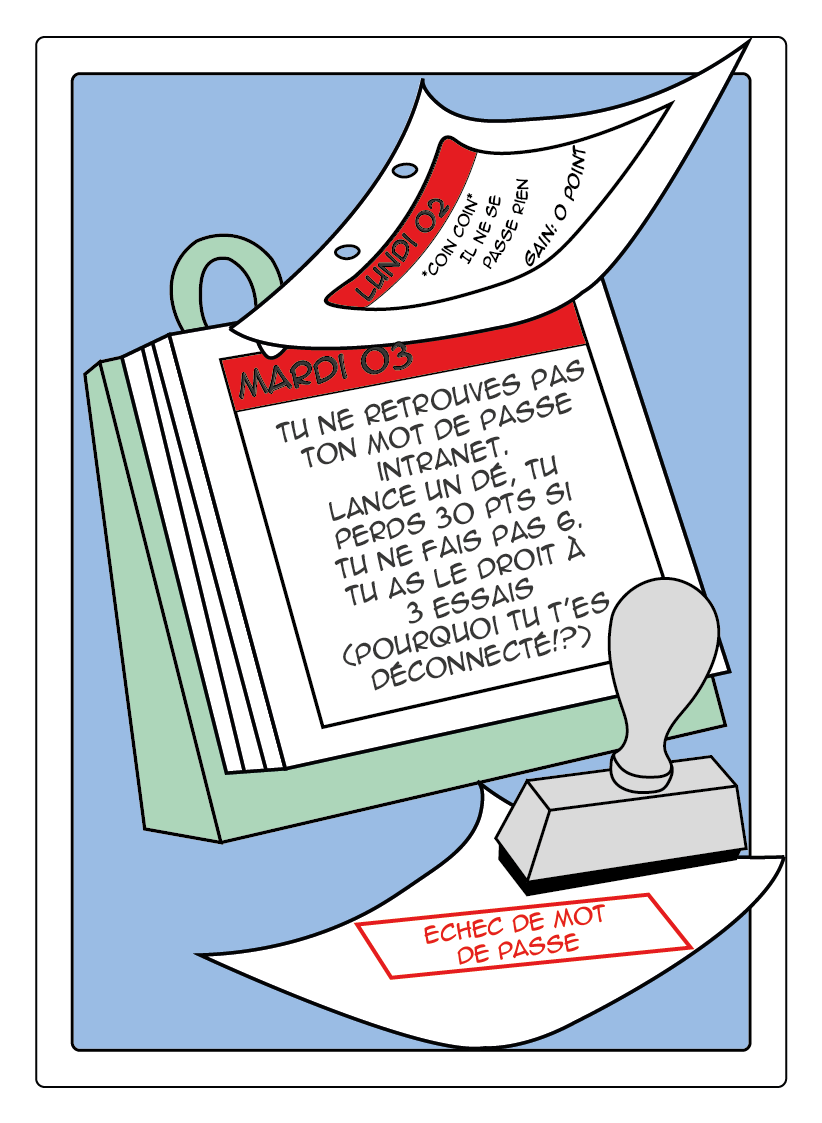 LUNDI 02
*COIN COIN*
IL NE SE
PASSE RIEN
GAIN: 0 POINT
MARDI 03
TU NE RETROUVES PAS
TON MOT DE PASSE
INTRANET.
LANCE UN DÉ, TU
PERDS 30 PTS SI
TU NE FAIS PAS 6.
TU AS LE DROIT À
3 ESSAIS
(POURQUOI TU T'ES
DÉCONNECTÉ!?)
ECHEC DE MOT
DE PASSE